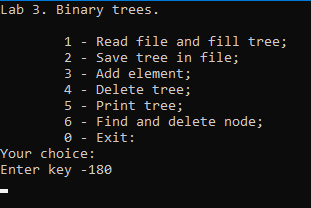 Lab 3. Binary trees.
1 - Read file and fill tree;
2 - Save tree in file;
3 - Add element;
4 - Delete tree;
5 - Print tree;
6 - Find and delete node;
0 - Exit:
Your choice:
Enter key -180